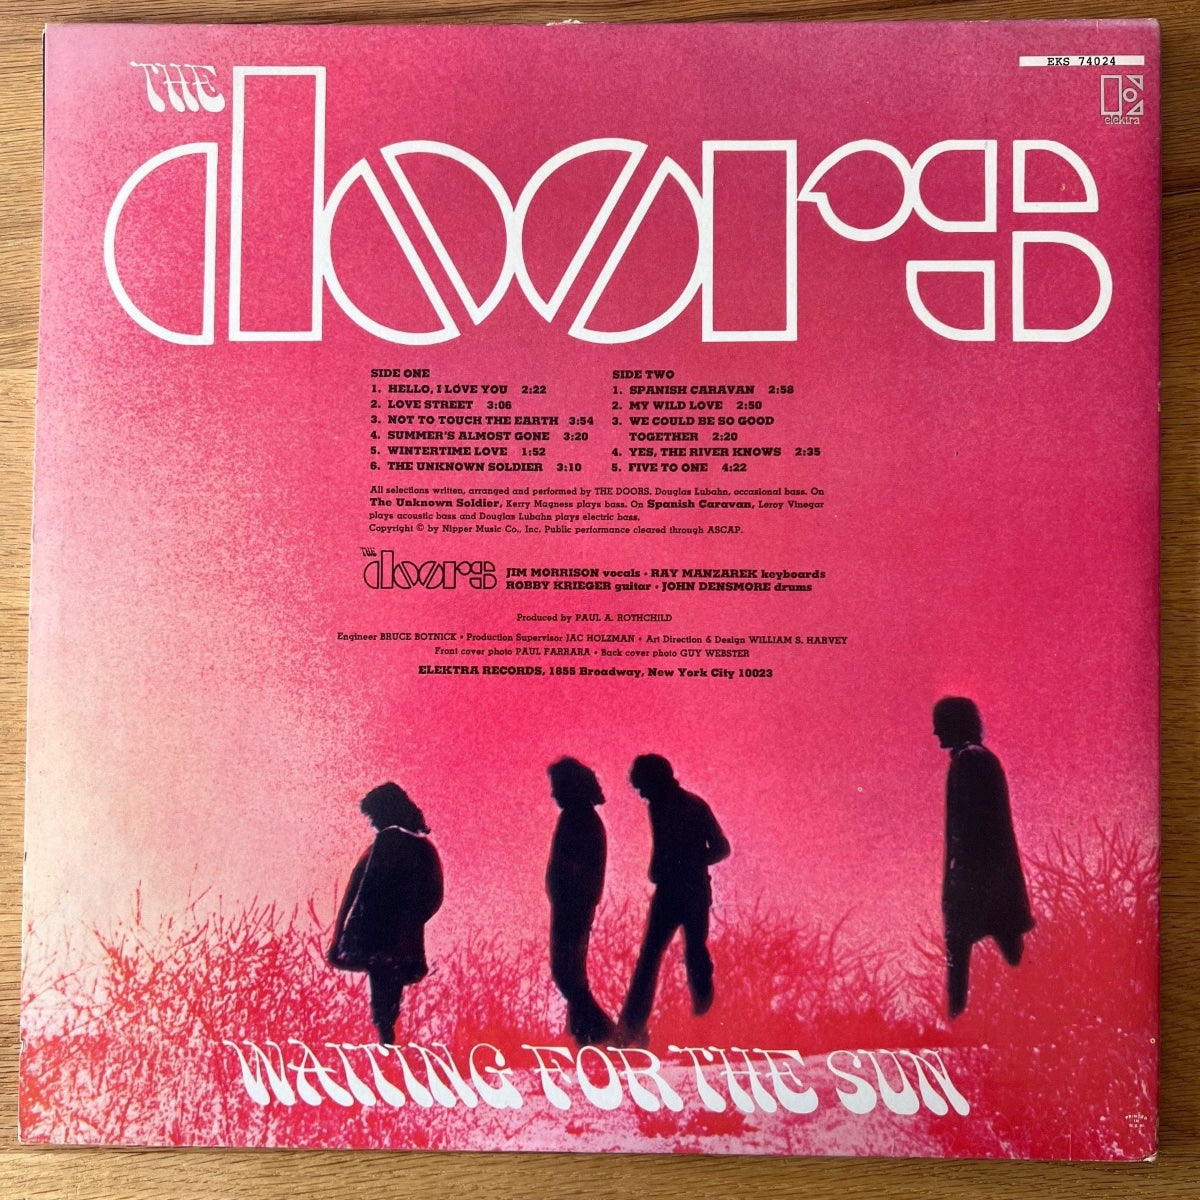 THE
doors
EKS 74024
elektra
SIDE ONE
1. HELLO, I LOVE YOU 2:22
2. LOVE STREET 3:06
3. NOT TO TOUCH THE EARTH 3:54
4. SUMMER'S ALMOST GONE 3:20
5. WINTERTIME LOVE 1:52
6. THE UNKNOWN SOLDIER 3:10
SIDE TWO
1. SPANISH CARAVAN 2:58
2. MY WILD LOVE 2:50
3. WE COULD BE SO GOOD
TOGETHER 2:20
4. YES, THE RIVER KNOWS 2:35
5. FIVE TO ONE 4:22
All selections written, arranged and performed by THE DOORS. Douglas Lubahn, occasional bass. On
The Unknown Soldier, Kerry Magness plays bass. On Spanish Caravan, Leroy Vinegar
plays acoustic bass and Douglas Lubahn plays electric bass.
Copyright © by Nipper Music Co., Inc. Public performance cleared through ASCAP.
THE
doors
JIM MORRISON vocals • RAY MANZAREK keyboards
ROBBY KRIEGER guitar • JOHN DENSMORE drums
Produced by PAUL A. ROTHCHILD
Engineer BRUCE BOTNICK • Production Supervisor JAC HOLZMAN • Art Direction & Design WILLIAM S. HARVEY
Front cover photo PAUL FARRARA • Back cover photo GUY WEBSTER
ELEKTRA RECORDS, 1855 Broadway, New York City 10023
WAITING FOR THE SUN
PRINTED
IN
U.S.A.